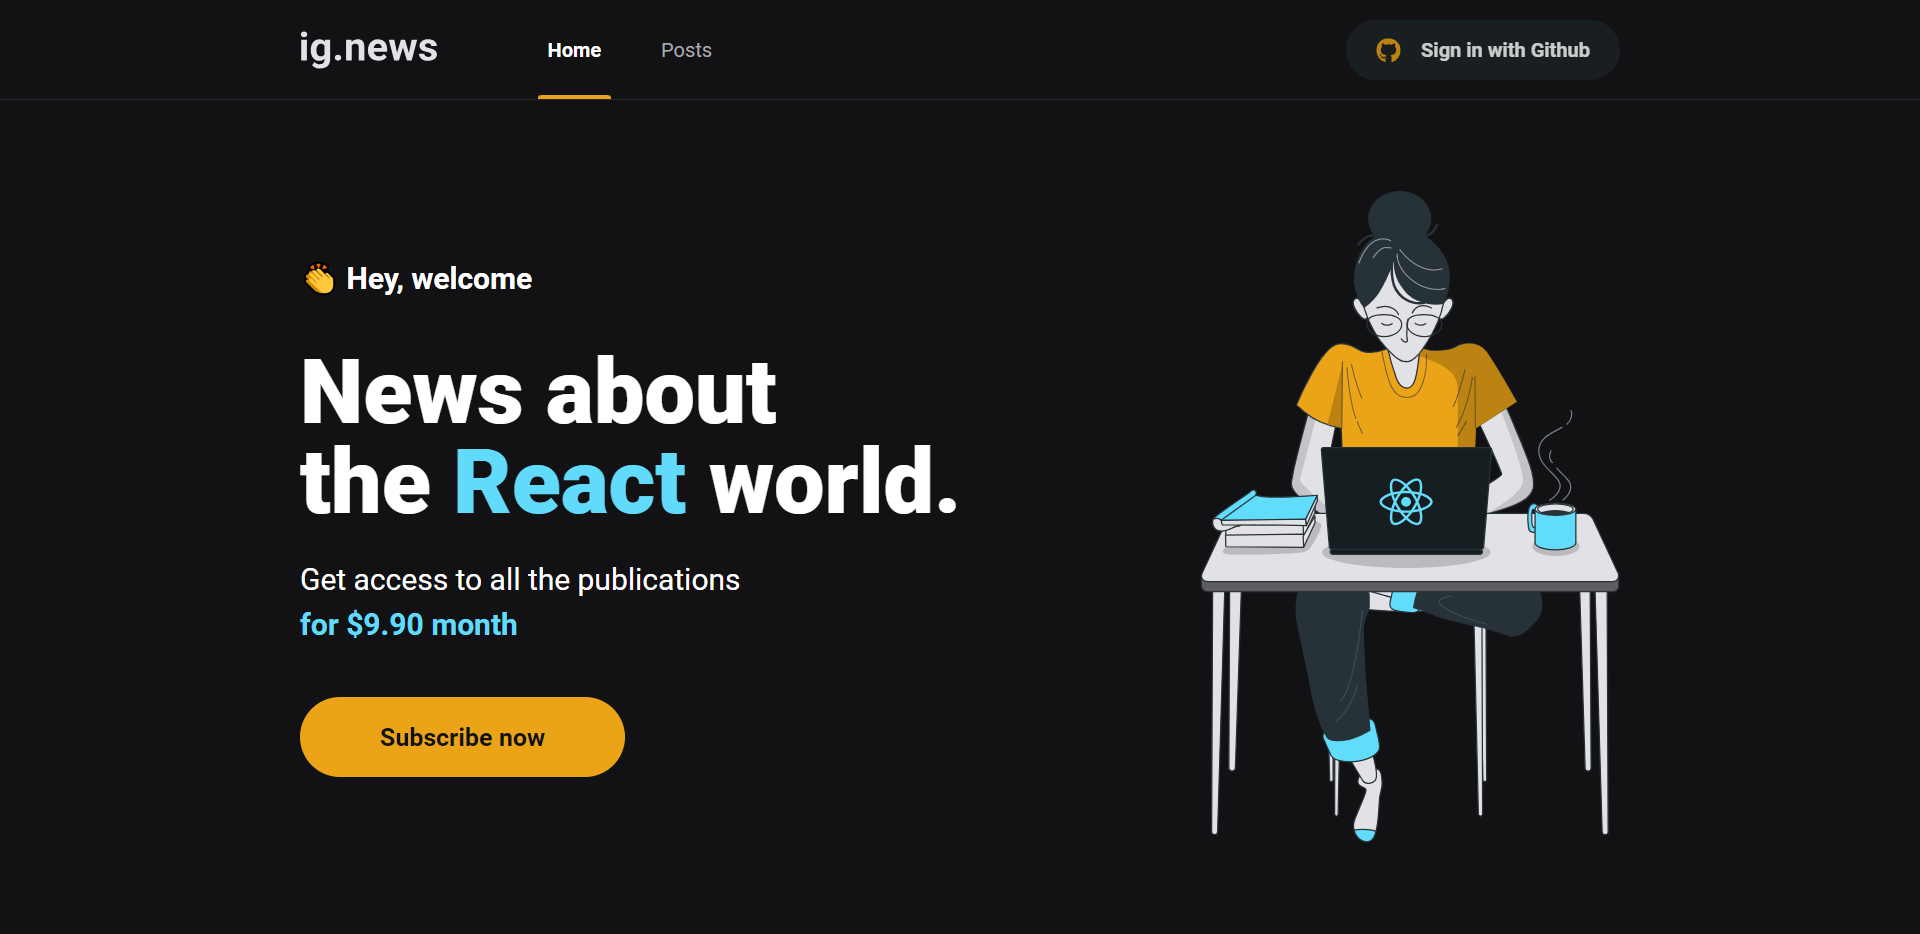 ig.news
Home
Posts
Sign in with Github
👏 Hey, welcome
News about
the React world.
Get access to all the publications
for $9.90 month
Subscribe now